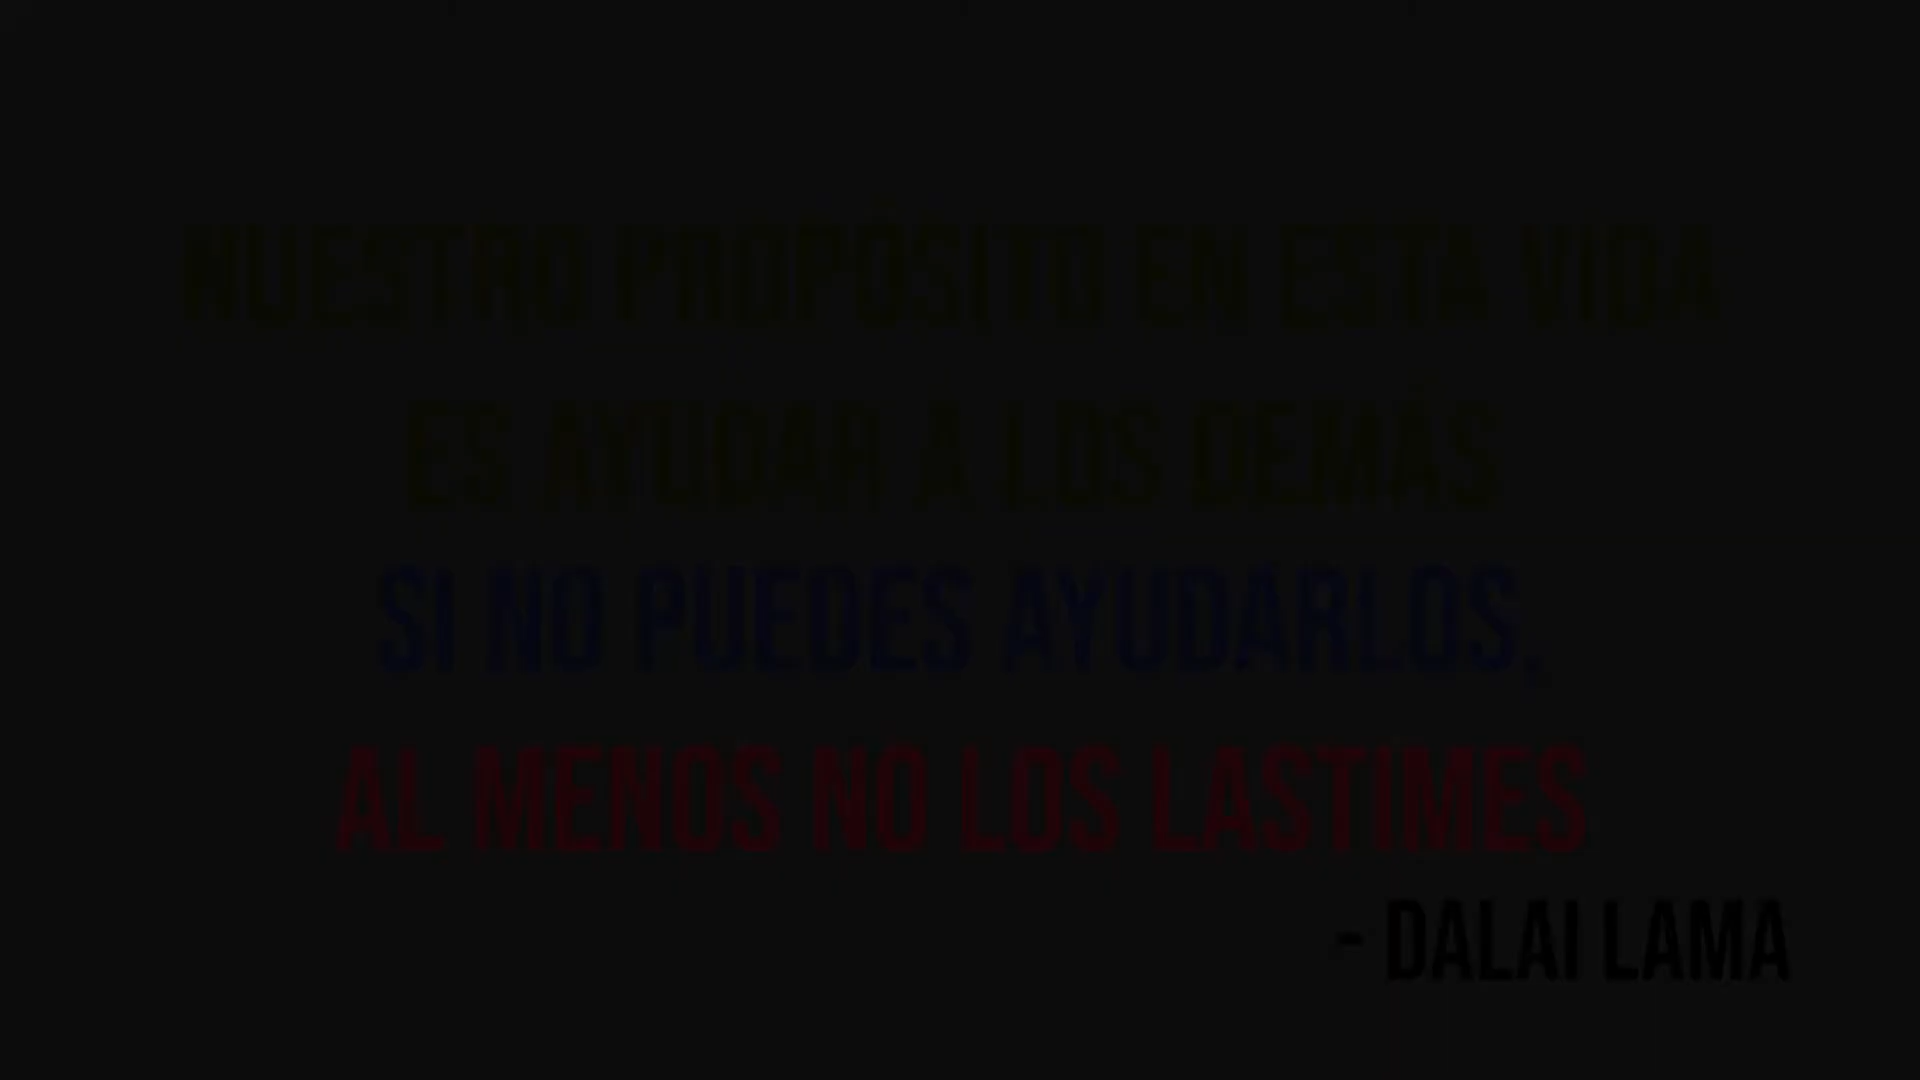 NUESTRO PROPÓSITO EN ESTA VIDA
ES AYUDAR A LOS DEMÁS
SI NO PUEDES AYUDARLOS,
AL MENOS NO LOS LASTIMES
- DALAI LAMA